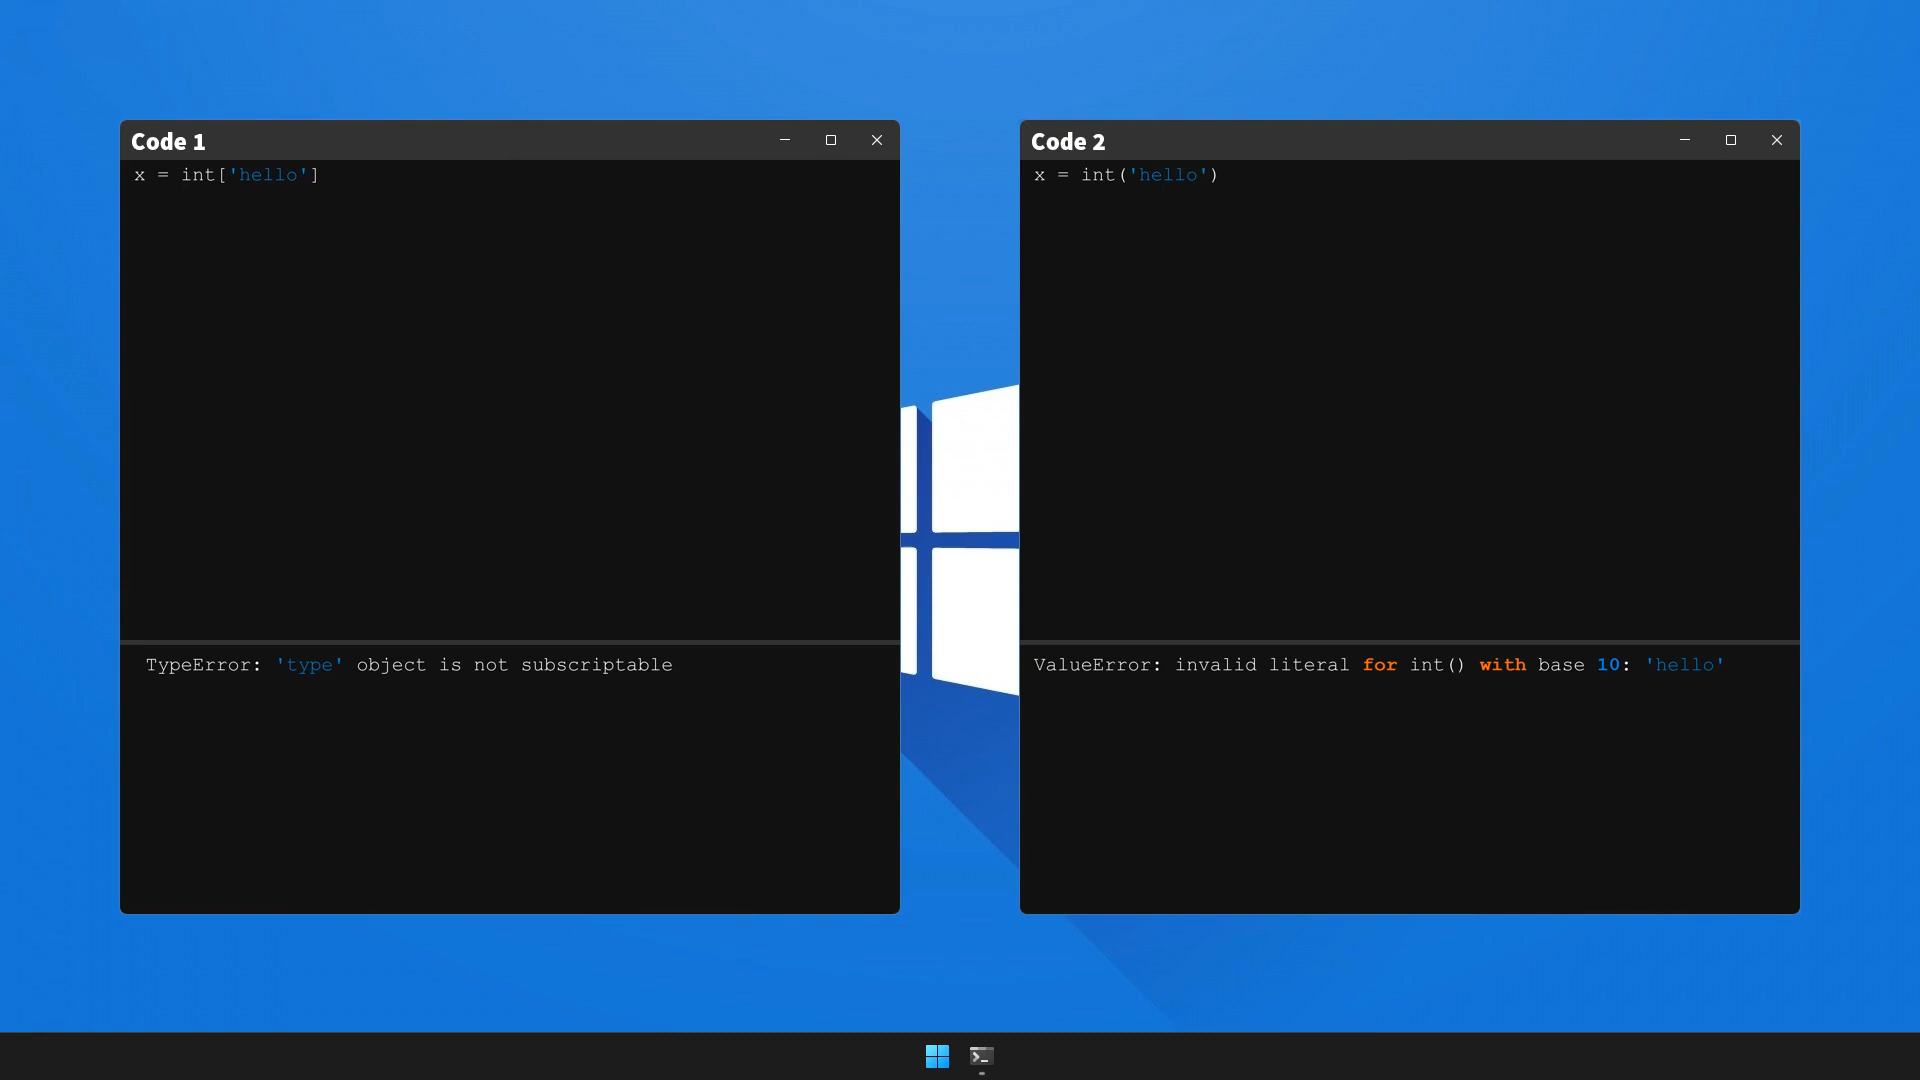 Code 1
x = int['hello']
TypeError: 'type' object is not subscriptable
Code 2
x = int('hello')
ValueError: invalid literal for int() with base 10: 'hello'